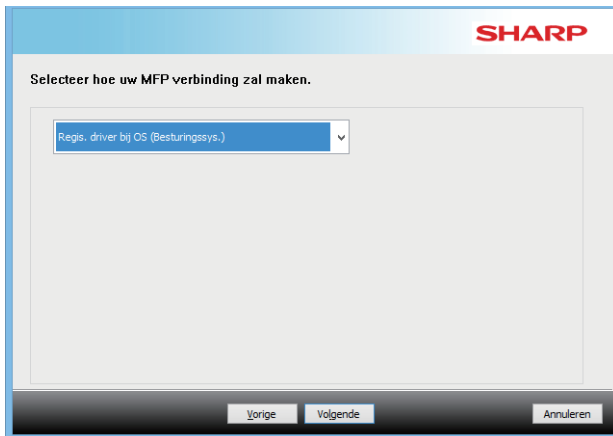 SHARP
Selecteer hoe uw MFP verbinding zal maken.
Regis. driver bij OS (Besturingssys.)
Vorige Volgende Annuleren